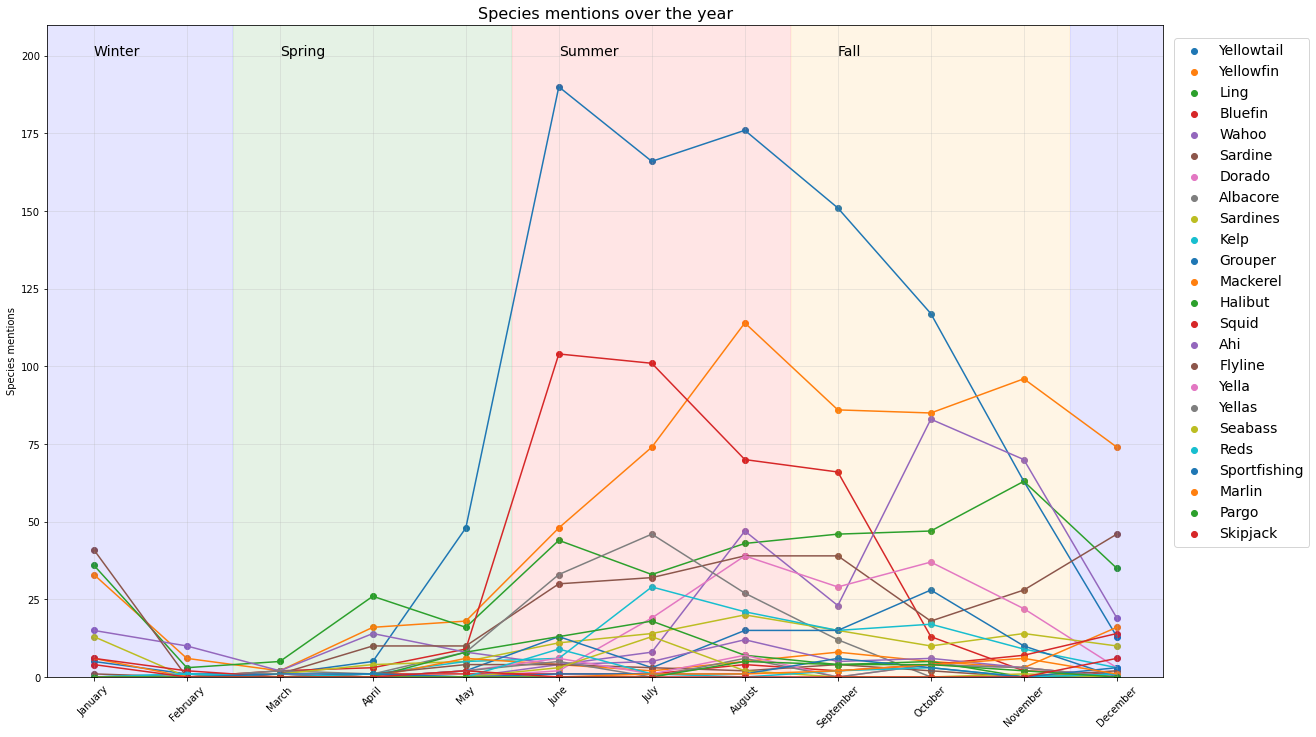 Species mentions over the year
Winter
Spring
Summer
Fall
200
175
150
125
100
75
50
25
0
Species mentions
January
February
March
April
May
June
July
August
September
October
November
December
Yellowtail
Yellowfin
Ling
Bluefin
Wahoo
Sardine
Dorado
Albacore
Sardines
Kelp
Grouper
Mackerel
Halibut
Squid
Ahi
Flyline
Yella
Yellas
Seabass
Reds
Sportfishing
Marlin
Pargo
Skipjack